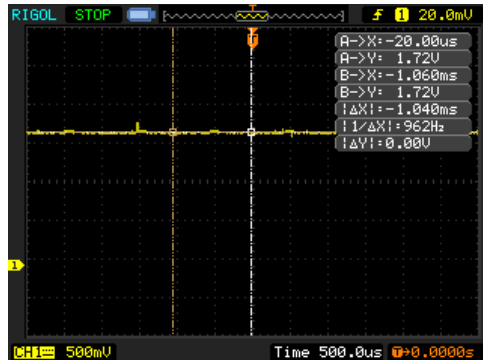 RIGOL STOP T f 1 20.0mV
A->X:-20.00us
A->Y: 1.72V
B->X:-1.060ms
B->Y: 1.72V
|ΔX|:-1.040ms
|1/ΔX|:962Hz
|ΔY|:0.00V
T
1
CH1 500mV Time 500.0us T→0.0000s